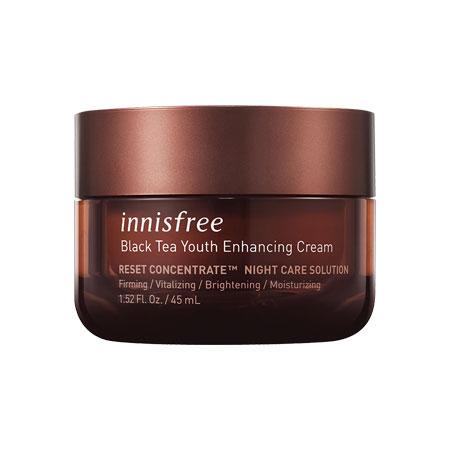 innisfree
Black Tea Youth Enhancing Cream
RESET CONCENTRATE™ NIGHT CARE SOLUTION
Firming / Vitalizing / Brightening / Moisturizing
1.52 Fl. Oz. / 45 mL